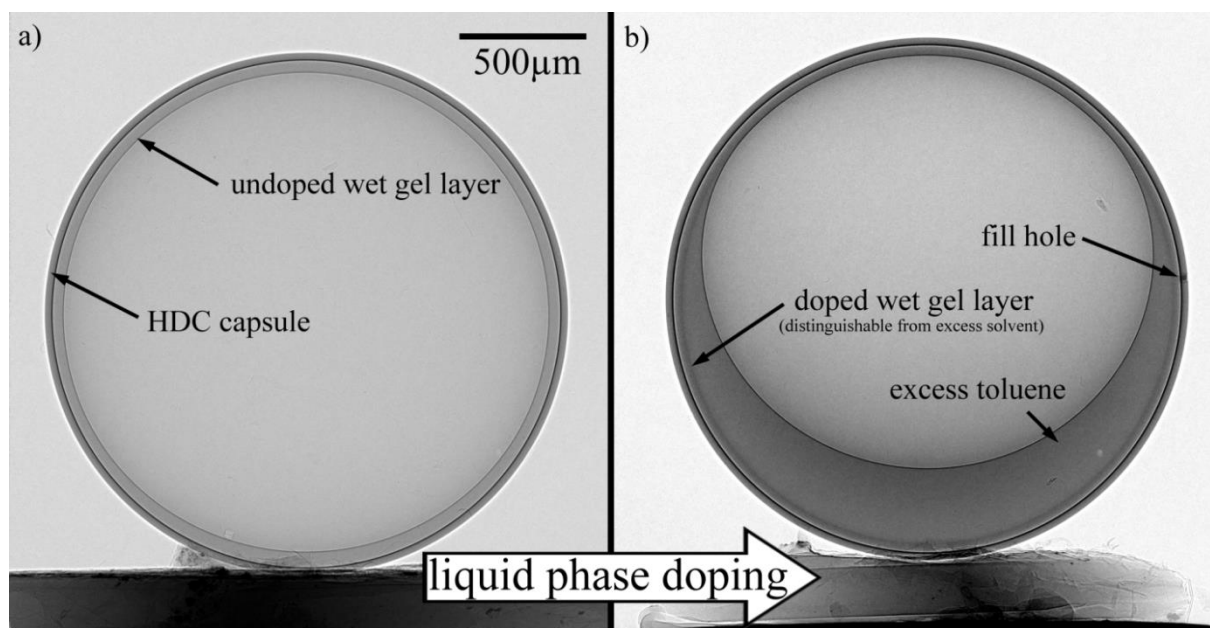 a)
500µm
undoped wet gel layer
HDC capsule
b)
fill hole
doped wet gel layer
(distinguishable from excess solvent)
excess toluene
liquid phase doping